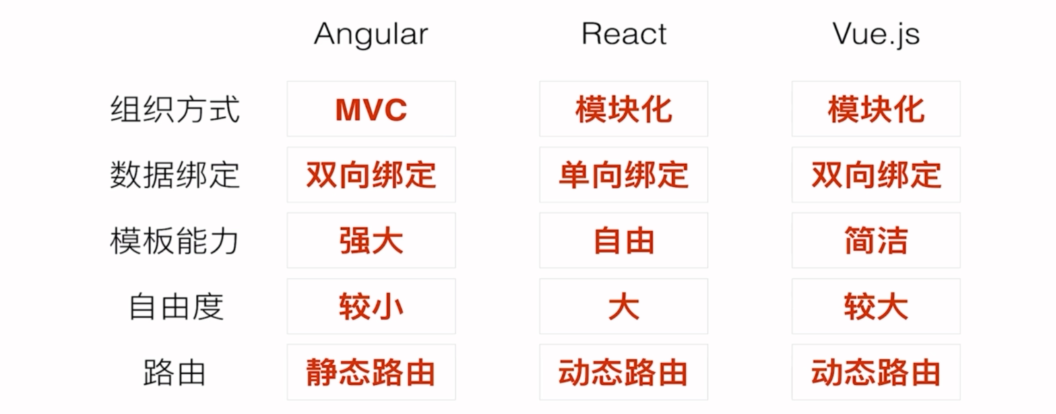 Angular React Vue.js
组织方式 MVC 模块化 模块化
数据绑定 双向绑定 单向绑定 双向绑定
模板能力 强大 自由 简洁
自由度 较小 大 较大
路由 静态路由 动态路由 动态路由